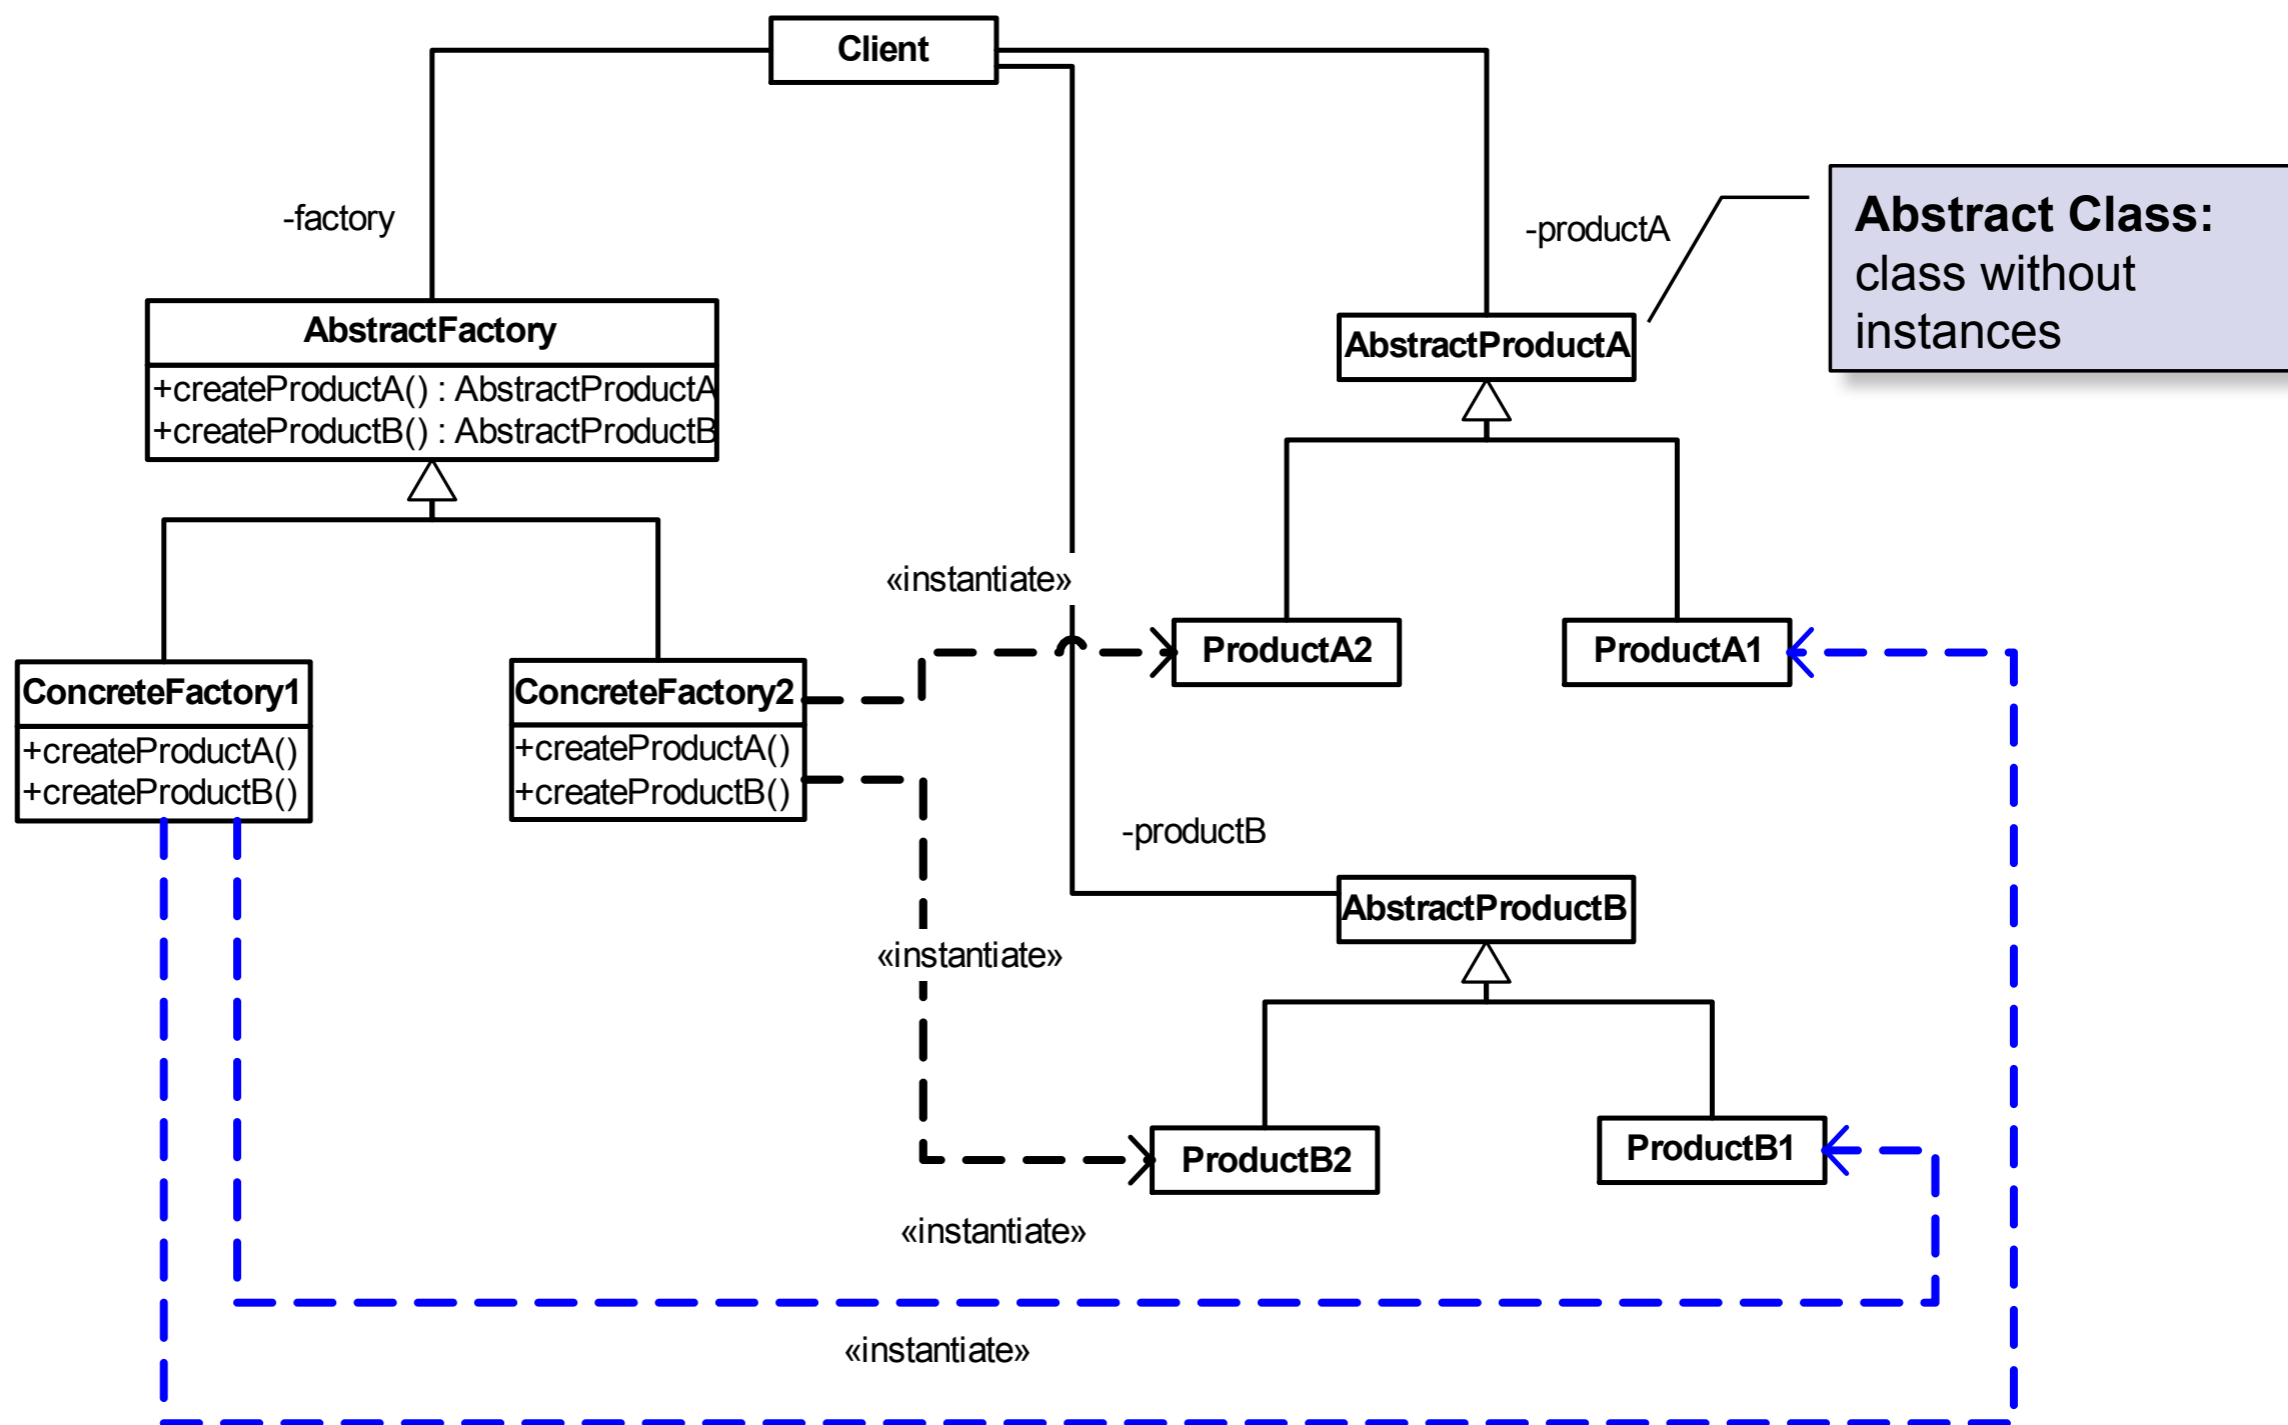 Client
-factory
-productA
Abstract Class:
class without
instances
AbstractFactory
+createProductA() : AbstractProductA
+createProductB() : AbstractProductB
AbstractProductA
«instantiate»
ProductA2
ProductA1
ConcreteFactory1
+createProductA()
+createProductB()
ConcreteFactory2
+createProductA()
+createProductB()
-productB
AbstractProductB
«instantiate»
ProductB2
ProductB1
«instantiate»
«instantiate»